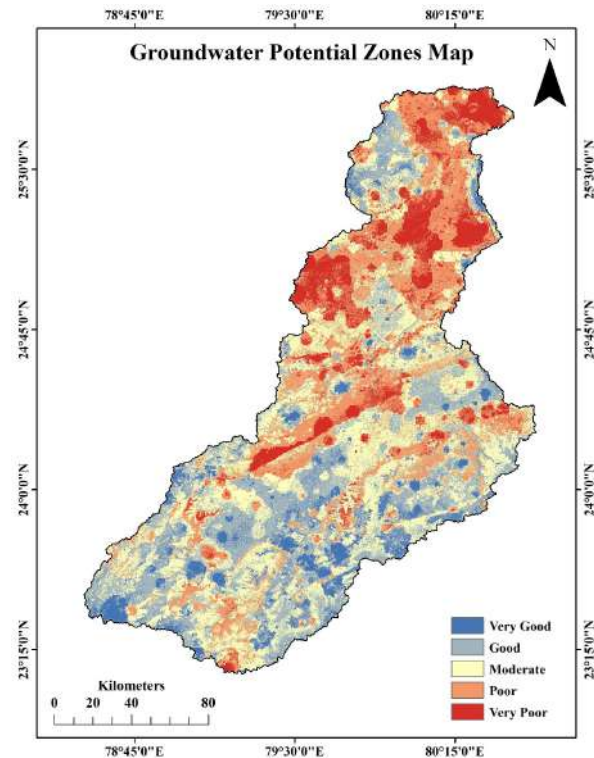 78°45'0"E 79°30'0"E 80°15'0"E
Groundwater Potential Zones Map
N
25°30'0"N
25°30'0"N
24°45'0"N
24°45'0"N
24°0'0"N
24°0'0"N
23°15'0"N
23°15'0"N
Very Good
Good
Moderate
Poor
Very Poor
Kilometers
0 20 40 60 80
78°45'0"E 79°30'0"E 80°15'0"E